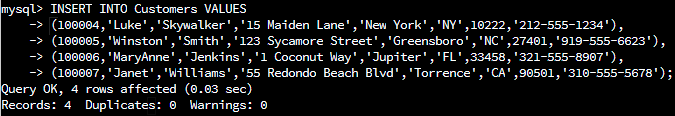 mysql> INSERT INTO Customers VALUES
-> (100004,'Luke','Skywalker','15 Maiden Lane','New York','NY',10222,'212-555-1234'),
-> (100005,'Winston','Smith','123 Sycamore Street','Greensboro','NC',27401,'919-555-6623'),
-> (100006,'MaryAnne','Jenkins','1 Coconut Way','Jupiter','FL',33458,'321-555-8907'),
-> (100007,'Janet','Williams','55 Redondo Beach Blvd','Torrence','CA',90501,'310-555-5678');
Query OK, 4 rows affected (0.03 sec)
Records: 4  Duplicates: 0  Warnings: 0